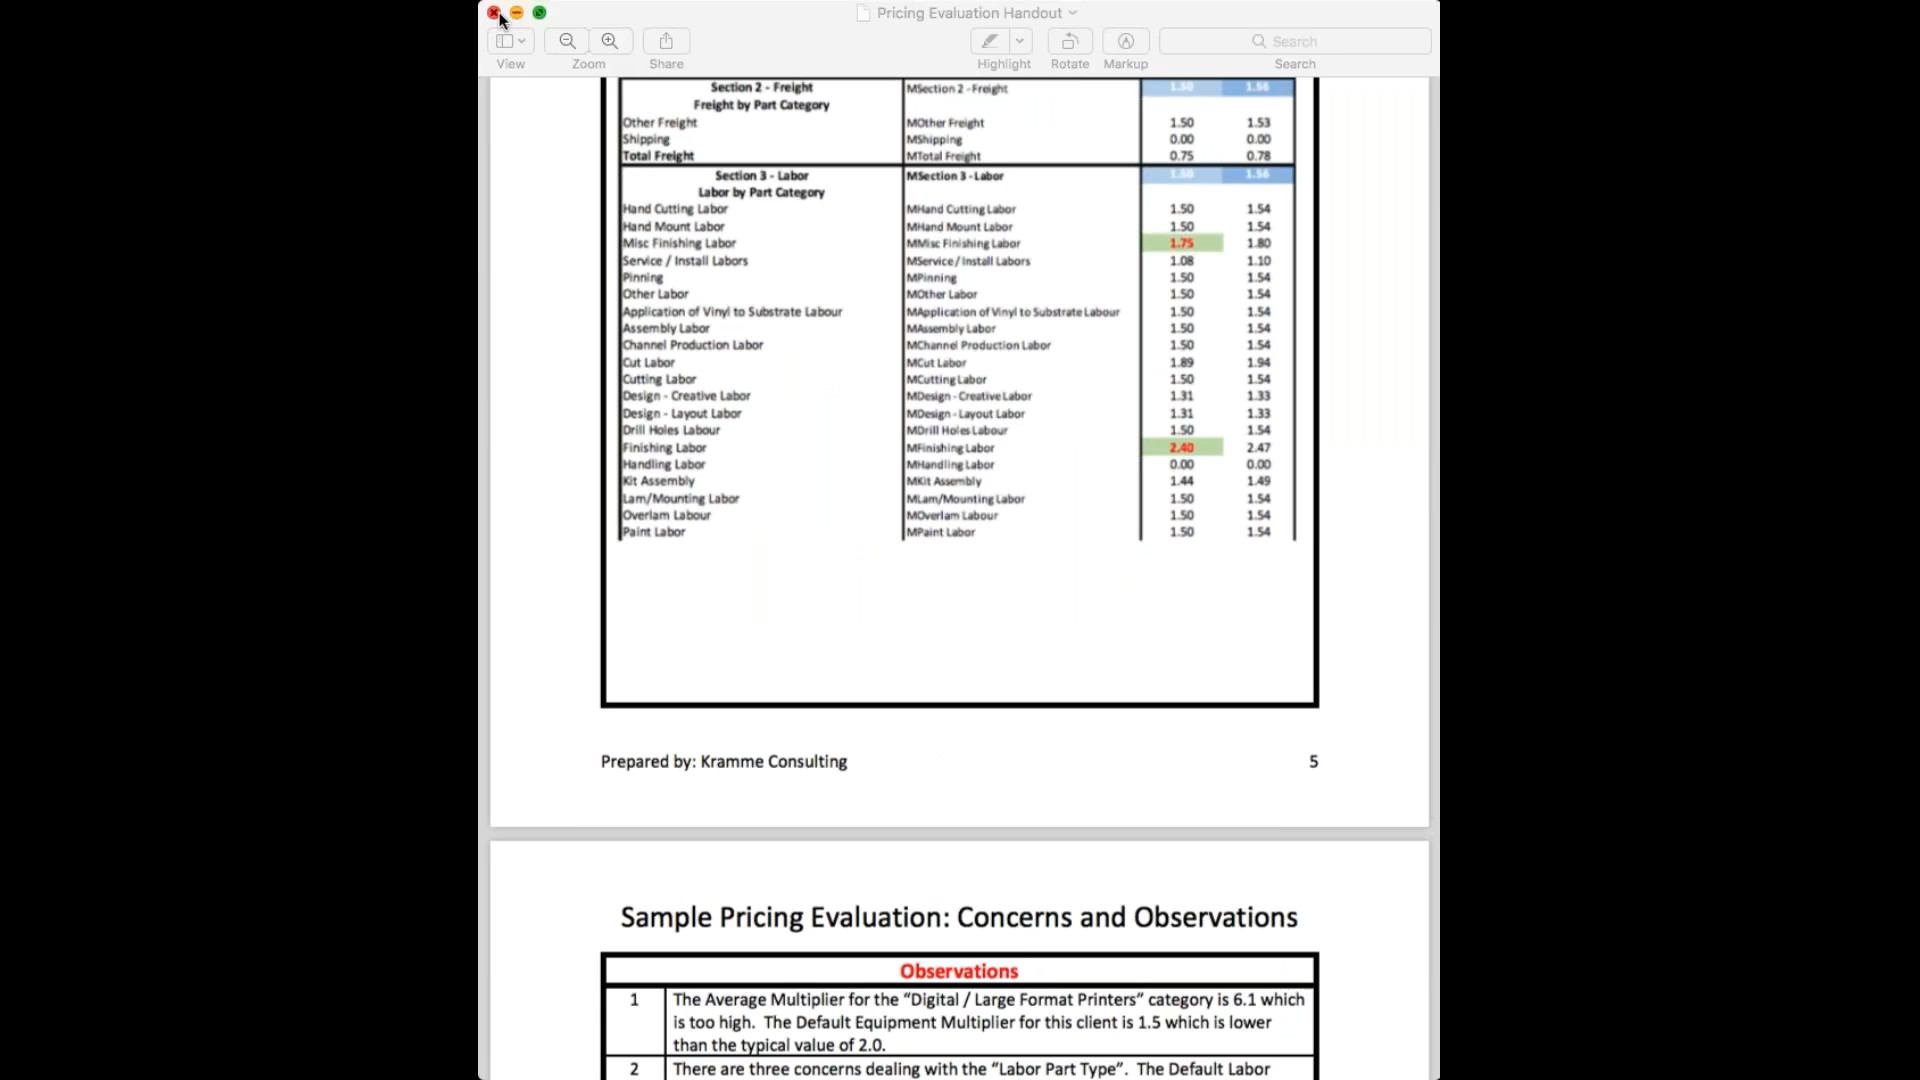 Pricing Evaluation Handout
View Zoom Share Highlight Rotate Markup Search
Search
Section 2 - Freight MSection 2 - Freight 1.50 1.56
Freight by Part Category
Other Freight MOther Freight 1.50 1.53
Shipping MShipping 0.00 0.00
Total Freight MTotal Freight 0.75 0.78
Section 3 - Labor MSection 3 - Labor 1.50 1.56
Labor by Part Category
Hand Cutting Labor MHand Cutting Labor 1.50 1.54
Hand Mount Labor MHand Mount Labor 1.50 1.54
Misc Finishing Labor MMisc Finishing Labor 1.75 1.80
Service / Install Labors MService / Install Labors 1.08 1.10
Pinning MPinning 1.50 1.54
Other Labor MOther Labor 1.50 1.54
Application of Vinyl to Substrate Labour MApplication of Vinyl to Substrate Labour 1.50 1.54
Assembly Labor MAssembly Labor 1.50 1.54
Channel Production Labor MChannel Production Labor 1.50 1.54
Cut Labor MCut Labor 1.89 1.94
Cutting Labor MCutting Labor 1.50 1.54
Design - Creative Labor MDesign - Creative Labor 1.31 1.33
Design - Layout Labor MDesign - Layout Labor 1.31 1.33
Drill Holes Labour MDrill Holes Labour 1.50 1.54
Finishing Labor MFinishing Labor 2.40 2.47
Handling Labor MHandling Labor 0.00 0.00
Kit Assembly MKit Assembly 1.44 1.49
Lam/Mounting Labor MLam/Mounting Labor 1.50 1.54
Overlam Labour MOverlam Labour 1.50 1.54
Paint Labor MPaint Labor 1.50 1.54
Prepared by: Kramme Consulting 5
Sample Pricing Evaluation: Concerns and Observations
Observations
1 The Average Multiplier for the “Digital / Large Format Printers” category is 6.1 which
is too high. The Default Equipment Multiplier for this client is 1.5 which is lower
than the typical value of 2.0.
2 There are three concerns dealing with the “Labor Part Type”. The Default Labor